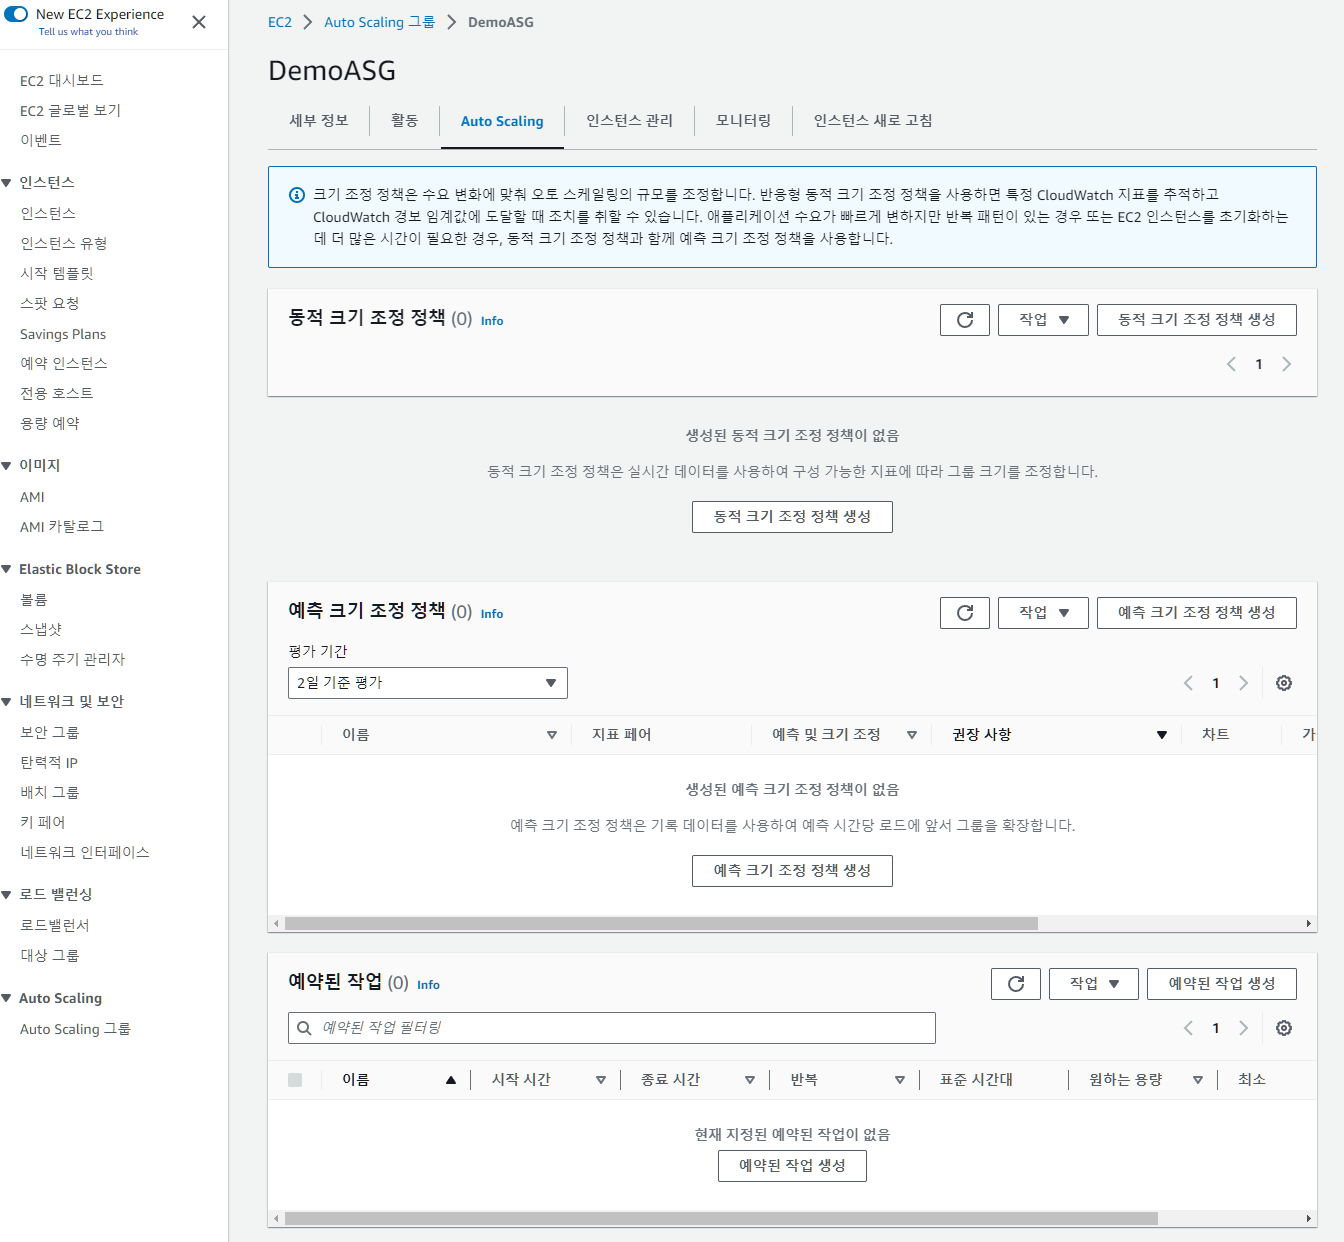 New EC2 Experience
Tell us what you think
EC2 대시보드
EC2 글로벌 보기
이벤트
인스턴스
인스턴스
인스턴스 유형
시작 템플릿
스팟 요청
Savings Plans
예약 인스턴스
전용 호스트
용량 예약
이미지
AMI
AMI 카탈로그
Elastic Block Store
볼륨
스냅샷
수명 주기 관리자
네트워크 및 보안
보안 그룹
탄력적 IP
배치 그룹
키 페어
네트워크 인터페이스
로드 밸런싱
로드밸런서
대상 그룹
Auto Scaling
Auto Scaling 그룹
EC2 > Auto Scaling 그룹 > DemoASG
DemoASG
세부 정보 활동 Auto Scaling 인스턴스 관리 모니터링 인스턴스 새로 고침
크기 조정 정책은 수요 변화에 맞춰 오토 스케일링의 규모를 조정합니다. 반응형 동적 크기 조정 정책을 사용하면 특정 CloudWatch 지표를 추적하고
CloudWatch 경보 임계값에 도달할 때 조치를 취할 수 있습니다. 애플리케이션 수요가 빠르게 변하지만 반복 패턴이 있는 경우 또는 EC2 인스턴스를 초기화하는
데 더 많은 시간이 필요한 경우, 동적 크기 조정 정책과 함께 예측 크기 조정 정책을 사용합니다.
동적 크기 조정 정책 (0) Info 작업 동적 크기 조정 정책 생성
1
생성된 동적 크기 조정 정책이 없음
동적 크기 조정 정책은 실시간 데이터를 사용하여 구성 가능한 지표에 따라 그룹 크기를 조정합니다.
동적 크기 조정 정책 생성
예측 크기 조정 정책 (0) Info 작업 예측 크기 조정 정책 생성
평가 기간
2일 기준 평가 1
이름 지표 페어 예측 및 크기 조정 권장 사항 차트 가
생성된 예측 크기 조정 정책이 없음
예측 크기 조정 정책은 기록 데이터를 사용하여 예측 시간당 로드에 앞서 그룹을 확장합니다.
예측 크기 조정 정책 생성
예약된 작업 (0) Info 작업 예약된 작업 생성
예약된 작업 필터링 1
이름 시작 시간 종료 시간 반복 표준 시간대 원하는 용량 최소
현재 지정된 예약된 작업이 없음
예약된 작업 생성